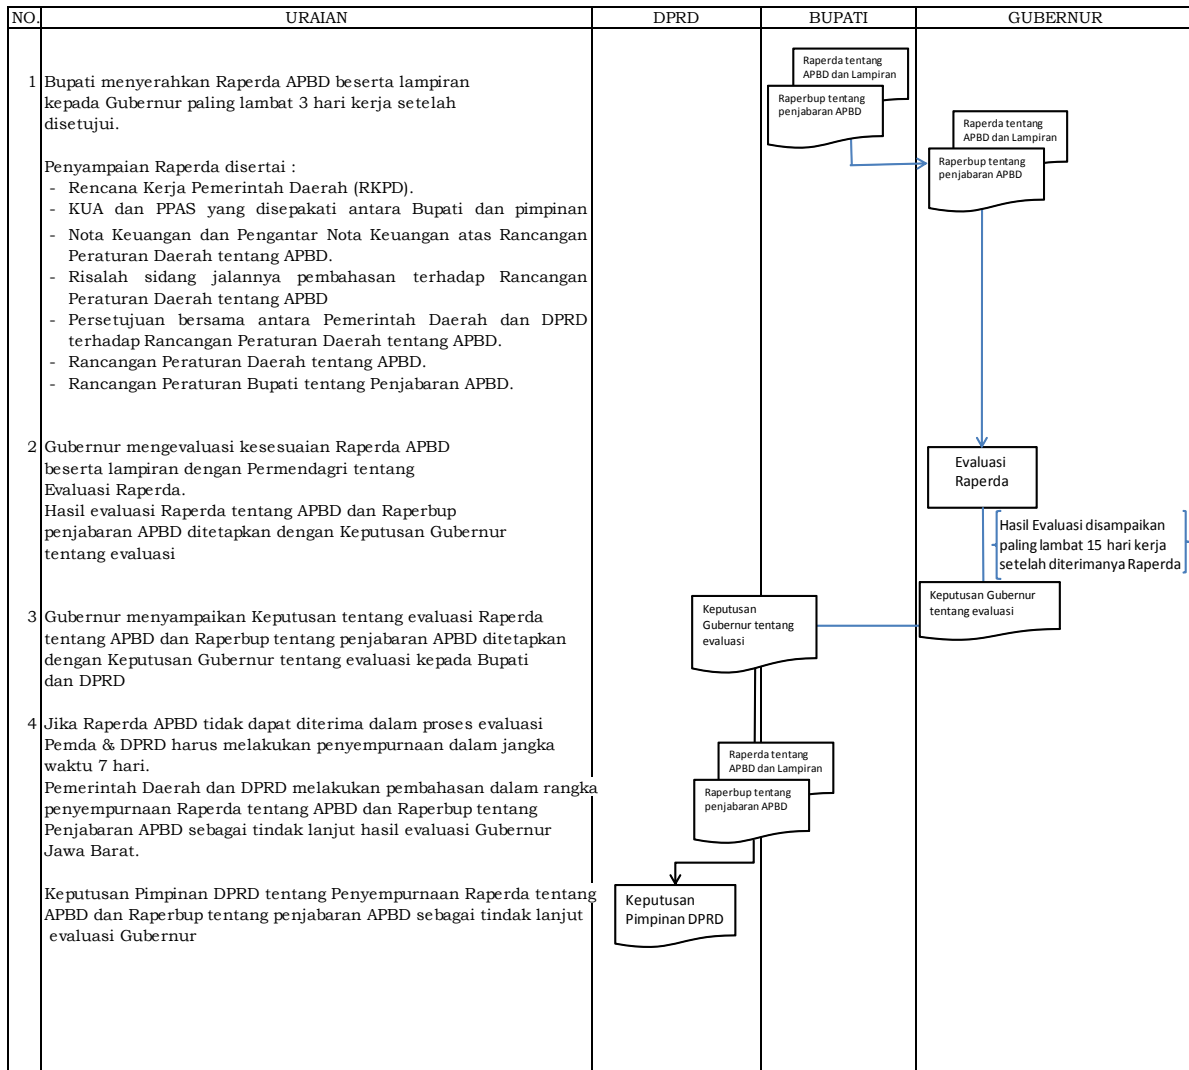 NO. URAIAN DPRD BUPATI GUBERNUR
1 Bupati menyerahkan Raperda APBD beserta lampiran
kepada Gubernur paling lambat 3 hari kerja setelah
disetujui.
Penyampaian Raperda disertai :
- Rencana Kerja Pemerintah Daerah (RKPD).
- KUA dan PPAS yang disepakati antara Bupati dan pimpinan
- Nota Keuangan dan Pengantar Nota Keuangan atas Rancangan
Peraturan Daerah tentang APBD.
- Risalah sidang jalannya pembahasan terhadap Rancangan
Peraturan Daerah tentang APBD
- Persetujuan bersama antara Pemerintah Daerah dan DPRD
terhadap Rancangan Peraturan Daerah tentang APBD.
- Rancangan Peraturan Daerah tentang APBD.
- Rancangan Peraturan Bupati tentang Penjabaran APBD.
Raperda tentang
APBD dan Lampiran
Raperbup tentang
penjabaran APBD
Raperda tentang
APBD dan Lampiran
Raperbup tentang
penjabaran APBD
2 Gubernur mengevaluasi kesesuaian Raperda APBD
beserta lampiran dengan Permendagri tentang
Evaluasi Raperda.
Hasil evaluasi Raperda tentang APBD dan Raperbup
penjabaran APBD ditetapkan dengan Keputusan Gubernur
tentang evaluasi
Evaluasi
Raperda
Hasil Evaluasi disampaikan
paling lambat 15 hari kerja
setelah diterimanya Raperda
Keputusan Gubernur
tentang evaluasi
3 Gubernur menyampaikan Keputusan tentang evaluasi Raperda
tentang APBD dan Raperbup tentang penjabaran APBD ditetapkan
dengan Keputusan Gubernur tentang evaluasi kepada Bupati
dan DPRD
Keputusan
Gubernur tentang
evaluasi
4 Jika Raperda APBD tidak dapat diterima dalam proses evaluasi
Pemda & DPRD harus melakukan penyempurnaan dalam jangka
waktu 7 hari.
Pemerintah Daerah dan DPRD melakukan pembahasan dalam rangka
penyempurnaan Raperda tentang APBD dan Raperbup tentang
Penjabaran APBD sebagai tindak lanjut hasil evaluasi Gubernur
Jawa Barat.
Raperda tentang
APBD dan Lampiran
Raperbup tentang
penjabaran APBD
Keputusan Pimpinan DPRD tentang Penyempurnaan Raperda tentang
APBD dan Raperbup tentang penjabaran APBD sebagai tindak lanjut
evaluasi Gubernur
Keputusan
Pimpinan DPRD